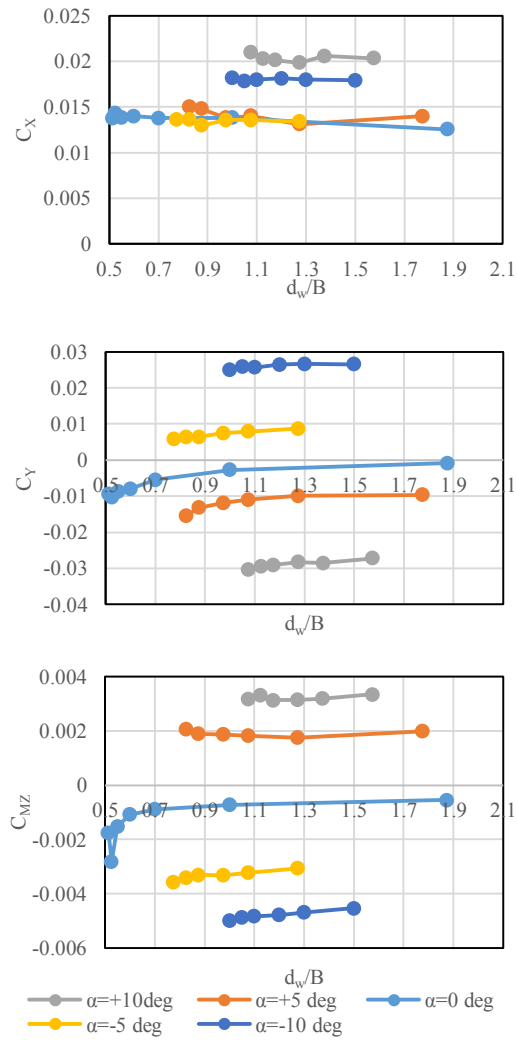 0.025
0.02
0.015
0.01
0.005
0
C_X
0.5 0.7 0.9 1.1 1.3 1.5 1.7 1.9 2.1
d_w/B
0.03
0.02
0.01
0
-0.01
-0.02
-0.03
-0.04
C_Y
0.5 0.7 0.9 1.1 1.3 1.5 1.7 1.9 2.1
d_w/B
0.004
0.002
0
-0.002
-0.004
-0.006
C_MZ
0.5 0.7 0.9 1.1 1.3 1.5 1.7 1.9 2.1
d_w/B
α=+10deg α=+5 deg α=0 deg
α=-5 deg α=-10 deg